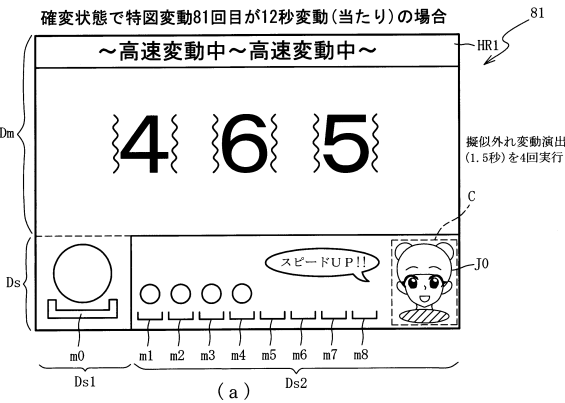 確変状態で特図変動81回目が12秒変動(当たり)の場合
81
～高速変動中～高速変動中～
HR1
Dm
4 6 5
擬似外れ変動演出
(1.5秒)を4回実行
C
Ds
スピードUP!!
J0
m0 m1 m2 m3 m4 m5 m6 m7 m8
Ds1 Ds2
(a)